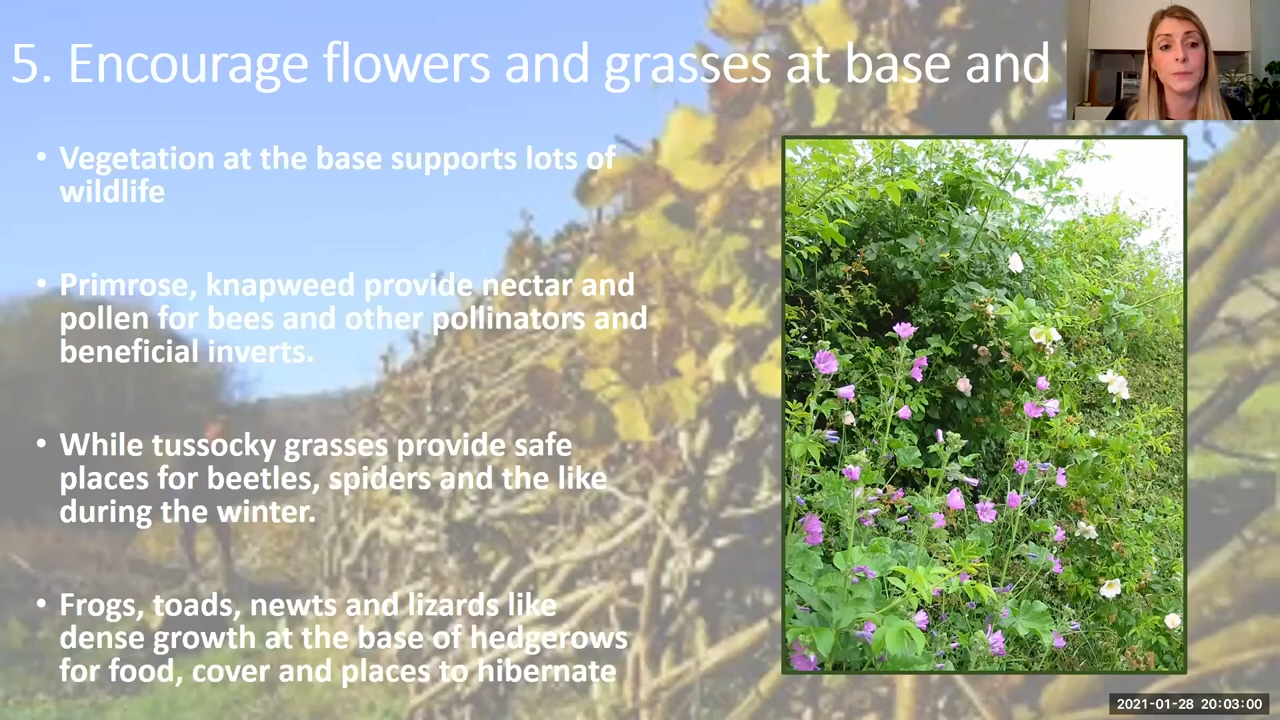 5. Encourage flowers and grasses at base and
• Vegetation at the base supports lots of
wildlife
• Primrose, knapweed provide nectar and
pollen for bees and other pollinators and
beneficial inverts.
• While tussocky grasses provide safe
places for beetles, spiders and the like
during the winter.
• Frogs, toads, newts and lizards like
dense growth at the base of hedgerows
for food, cover and places to hibernate
2021-01-28 20:03:00